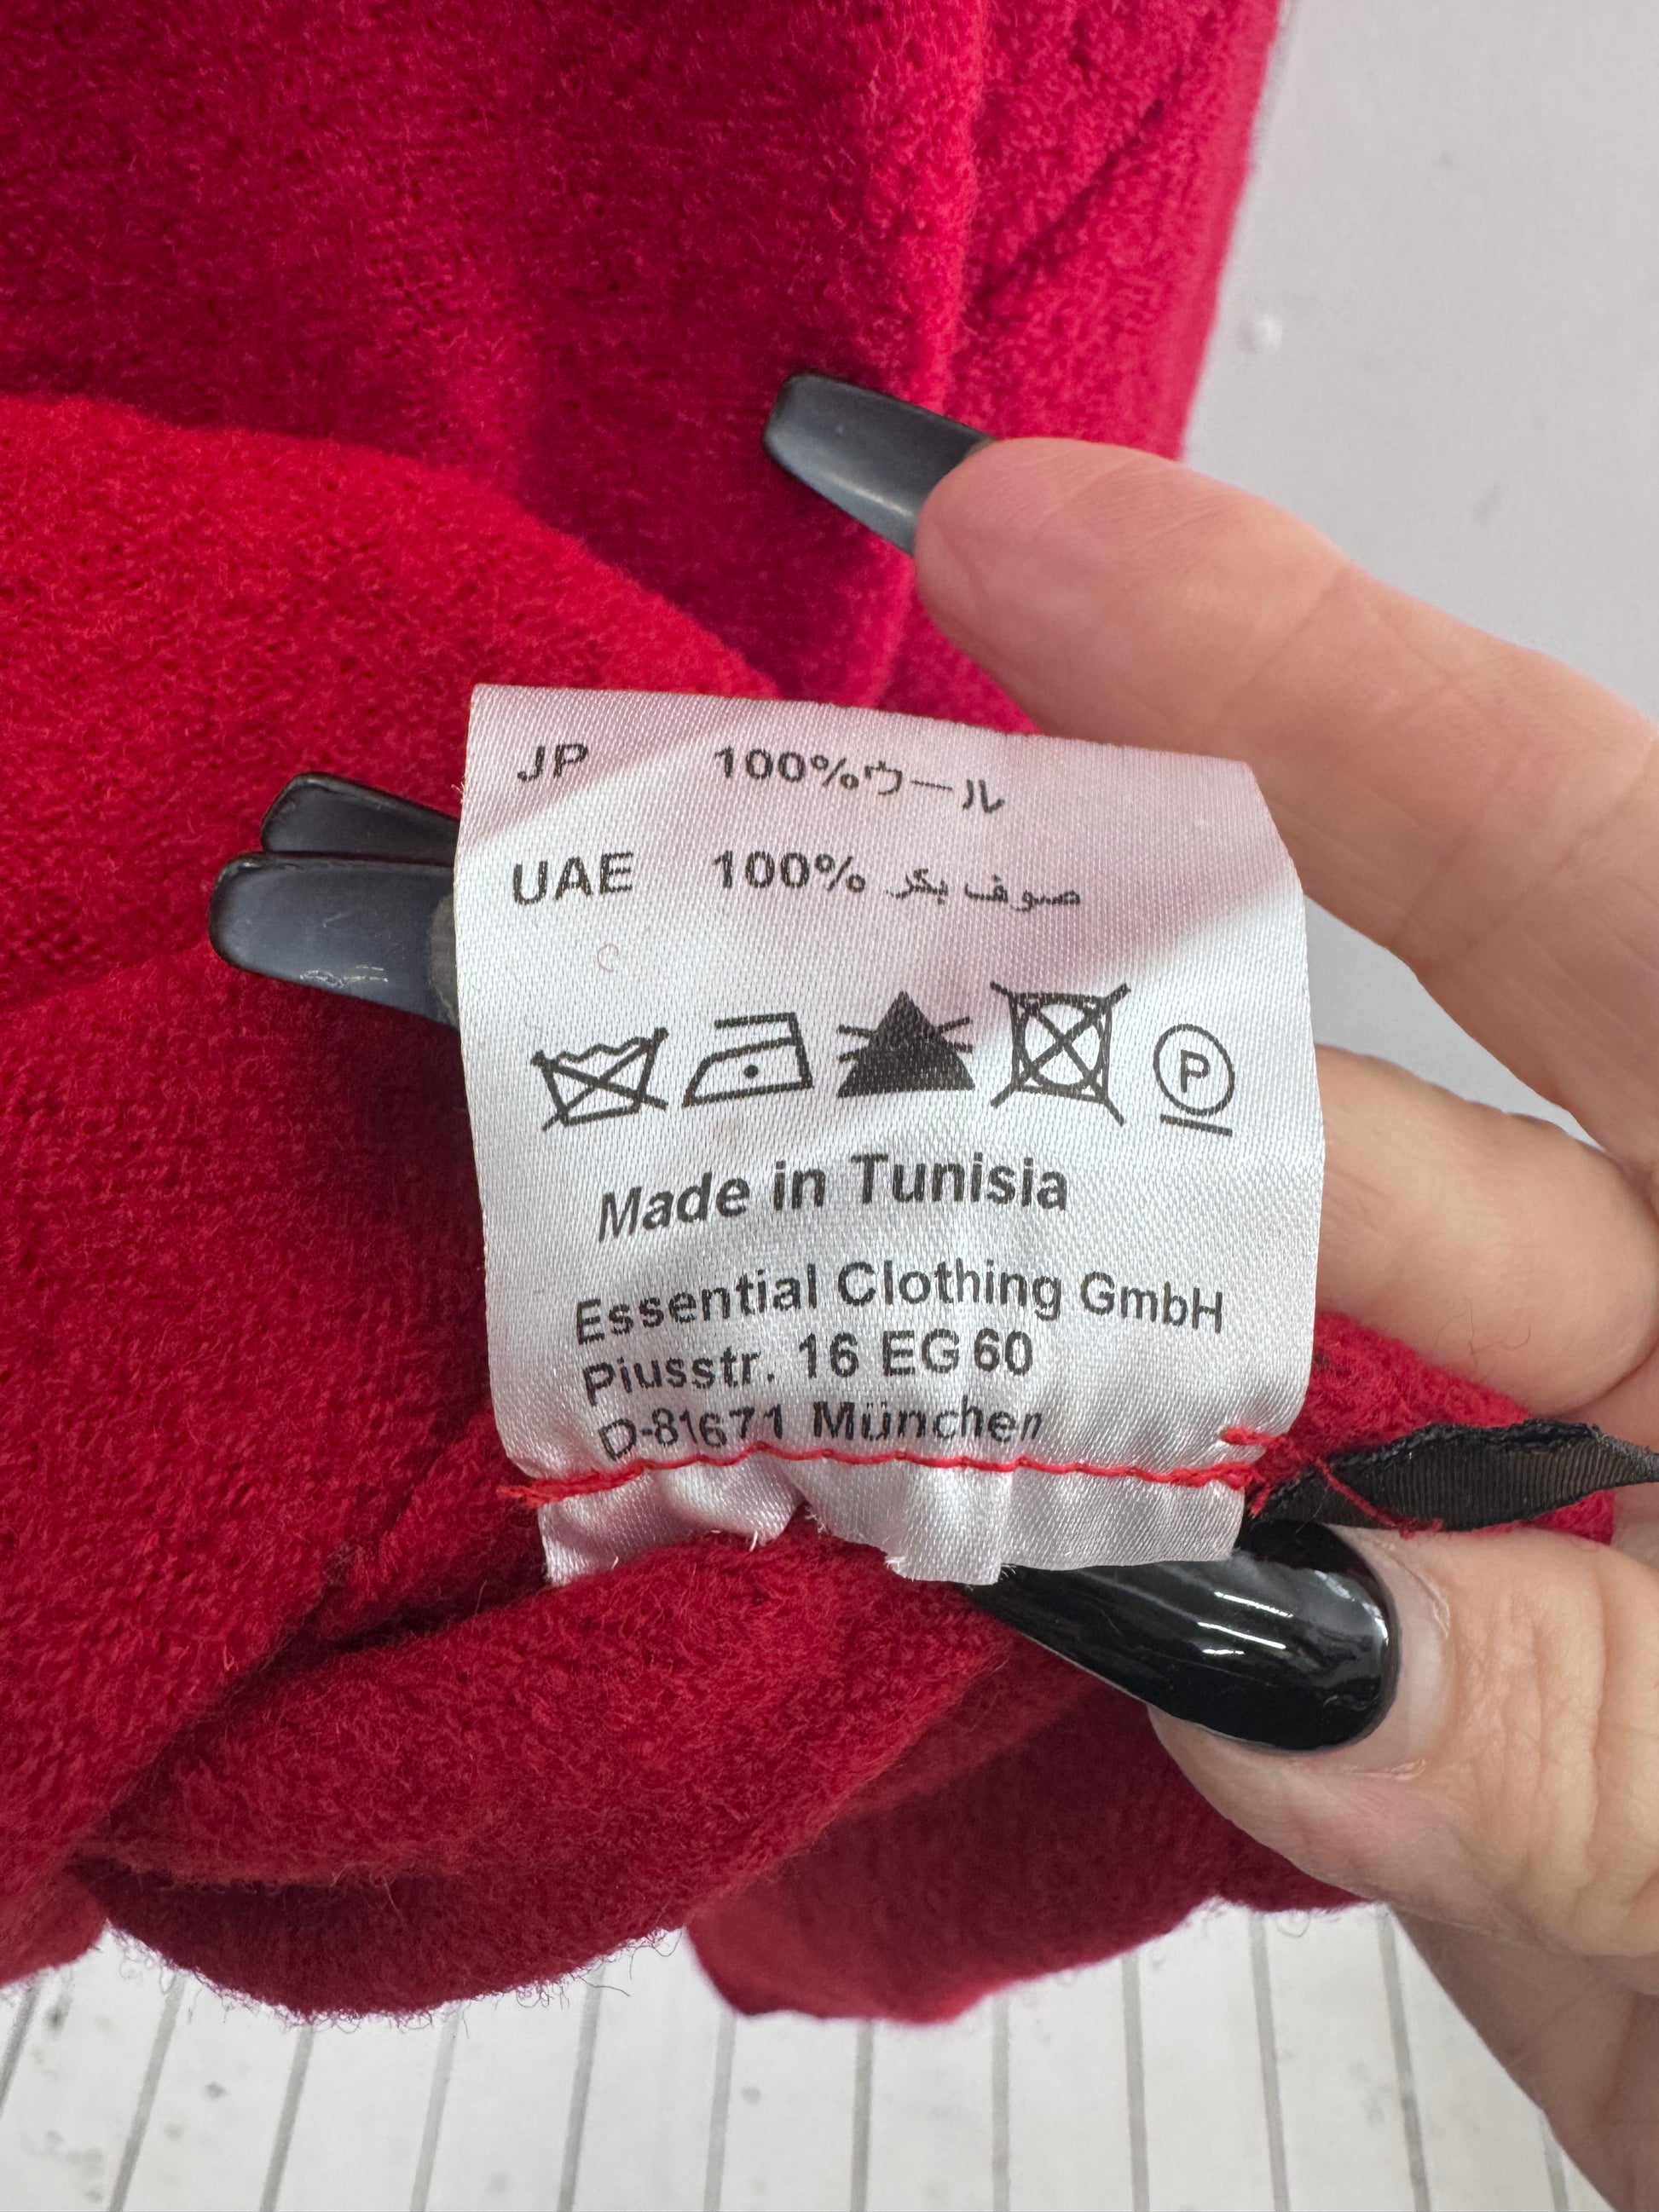 JP 100%ウール
UAE 100% صوف بكر
P
Made in Tunisia
Essential Clothing GmbH
Piusstr. 16 EG 60
D-81671 München